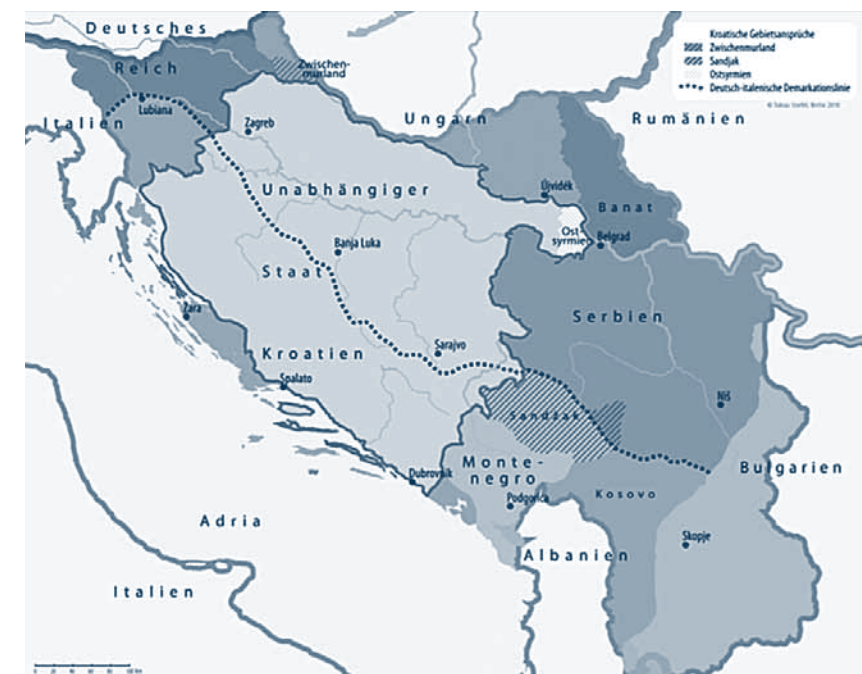 Deutsches
Reich
Zwischen-
murland
Kroatische Gebietsansprüche
Zwischenmurland
Sandjak
Ostsyrmien
Deutsch-italienische Demarkationslinie
Lubiana
Italien
Zagreb
Ungarn
Rumänien
Unabhängiger
Újvidék
Banat
Ost
syrmien
Belgrad
Banja Luka
Staat
Zara
Serbien
Kroatien
Sarajvo
Spalato
Sandjak
Niš
Monte-
negro
Bulgarien
Dubrovnik
Kosovo
Podgorica
Adria
Skopje
Albanien
Italien